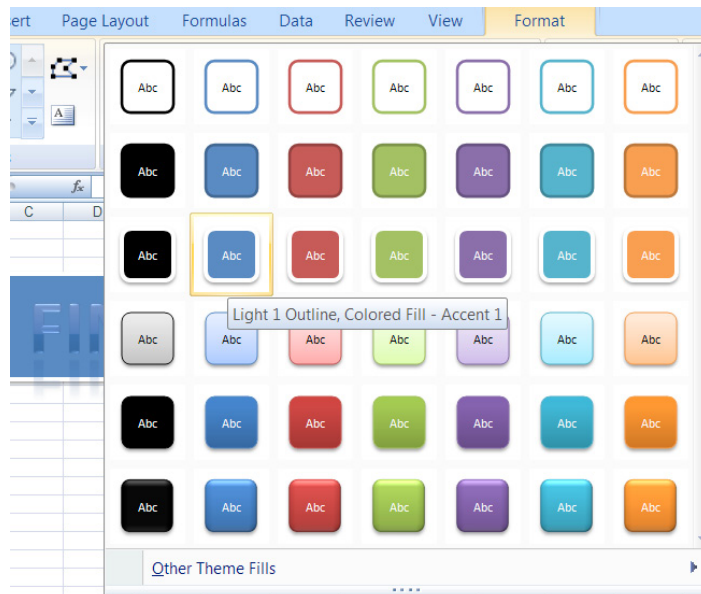 ert Page Layout Formulas Data Review View Format
A
fx
C D
Abc Abc Abc Abc Abc Abc Abc
Abc Abc Abc Abc Abc Abc Abc
Abc Abc Abc Abc Abc Abc Abc
Light 1 Outline, Colored Fill - Accent 1
FIN
Abc Abc Abc Abc Abc Abc Abc
Abc Abc Abc Abc Abc Abc Abc
Abc Abc Abc Abc Abc Abc Abc
Other Theme Fills